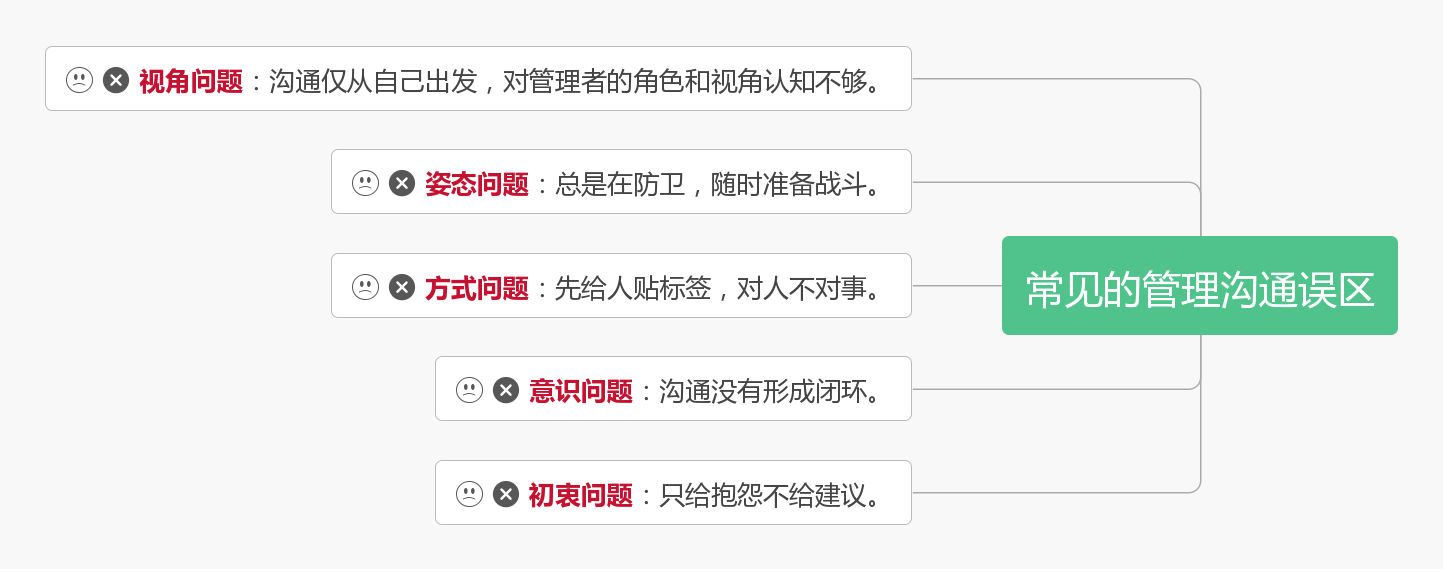 视角问题：沟通仅从自己出发，对管理者的角色和视角认知不够。
姿态问题：总是在防卫，随时准备战斗。
方式问题：先给人贴标签，对人不对事。
常见的管理沟通误区
意识问题：沟通没有形成闭环。
初衷问题：只给抱怨不给建议。